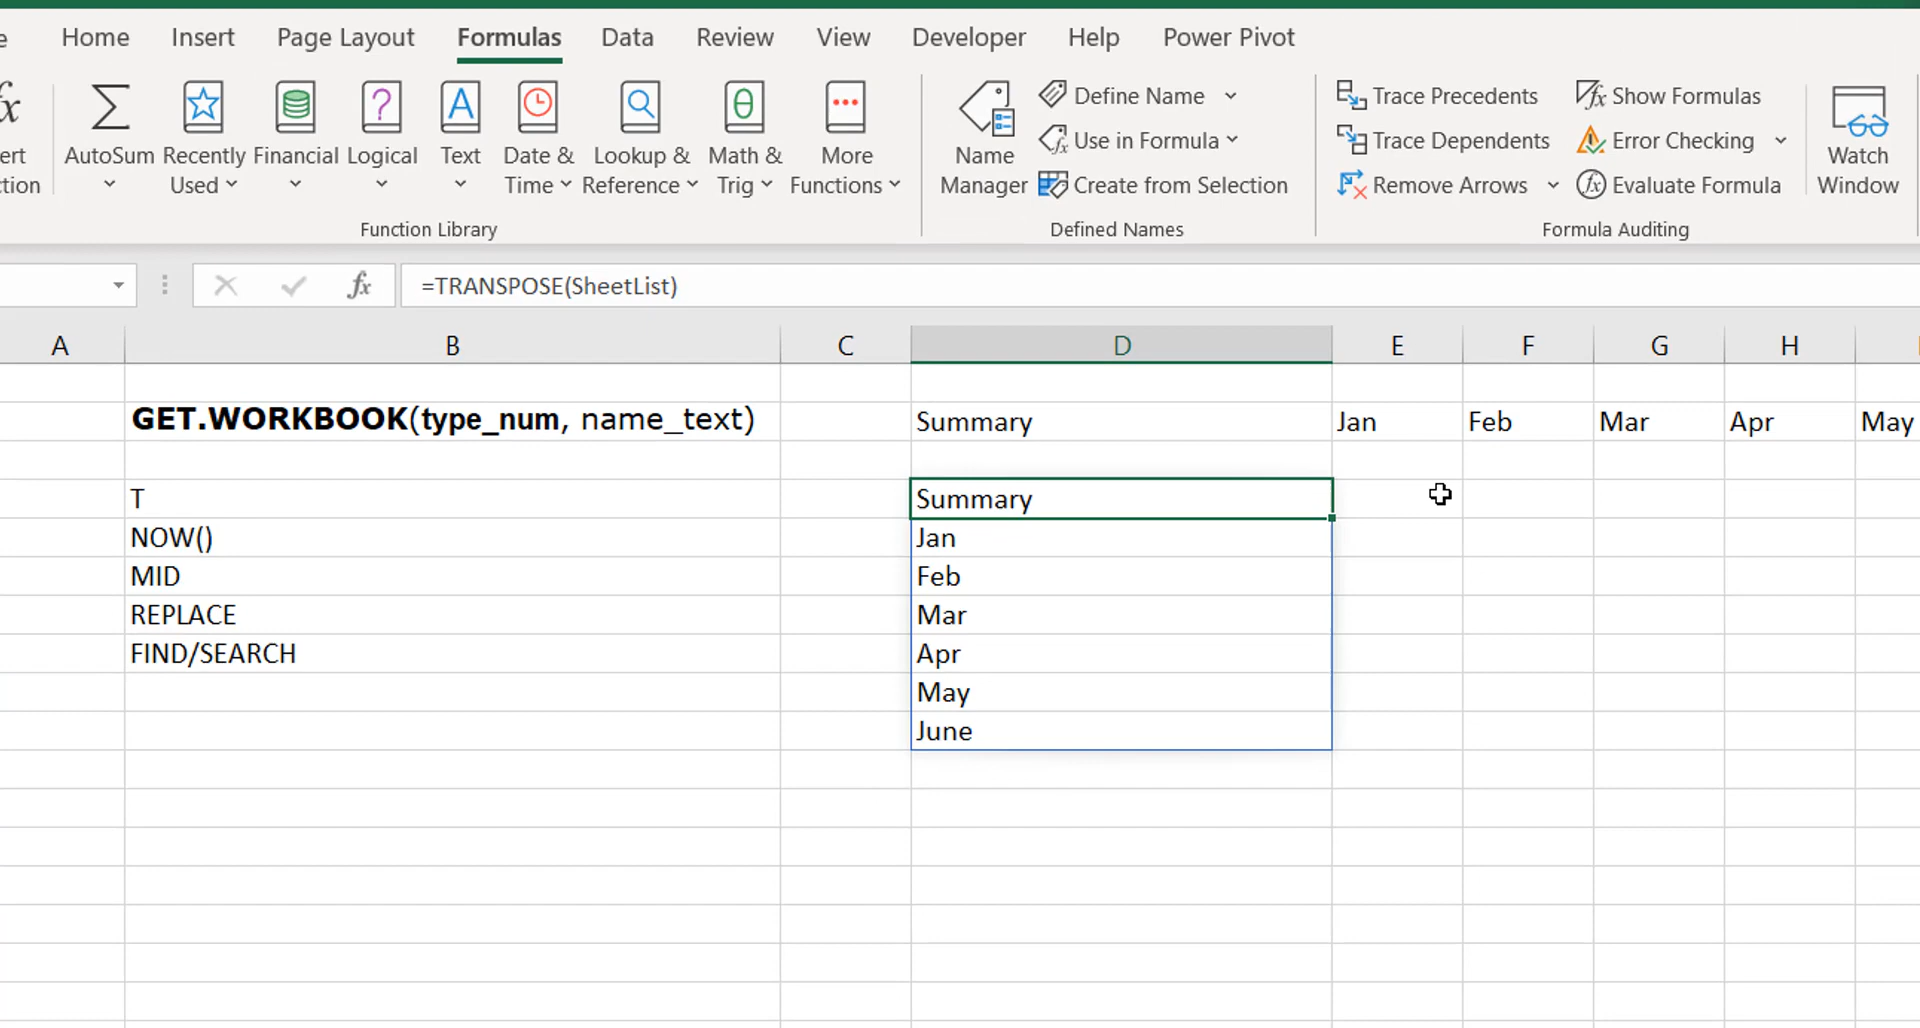 e Home Insert Page Layout Formulas Data Review View Developer Help Power Pivot
fx Define Name Trace Precedents Show Formulas
Use in Formula Trace Dependents Error Checking
ert AutoSum Recently Financial Logical Text Date & Lookup & Math & More Name Watch
tion Used Time Reference Trig Functions Manager Create from Selection Remove Arrows Evaluate Formula Window
Function Library Defined Names Formula Auditing
fx =TRANSPOSE(SheetList)
A B C D E F G H
GET.WORKBOOK(type_num, name_text) Summary Jan Feb Mar Apr May
T Summary
NOW() Jan
MID Feb
REPLACE Mar
FIND/SEARCH Apr
May
June